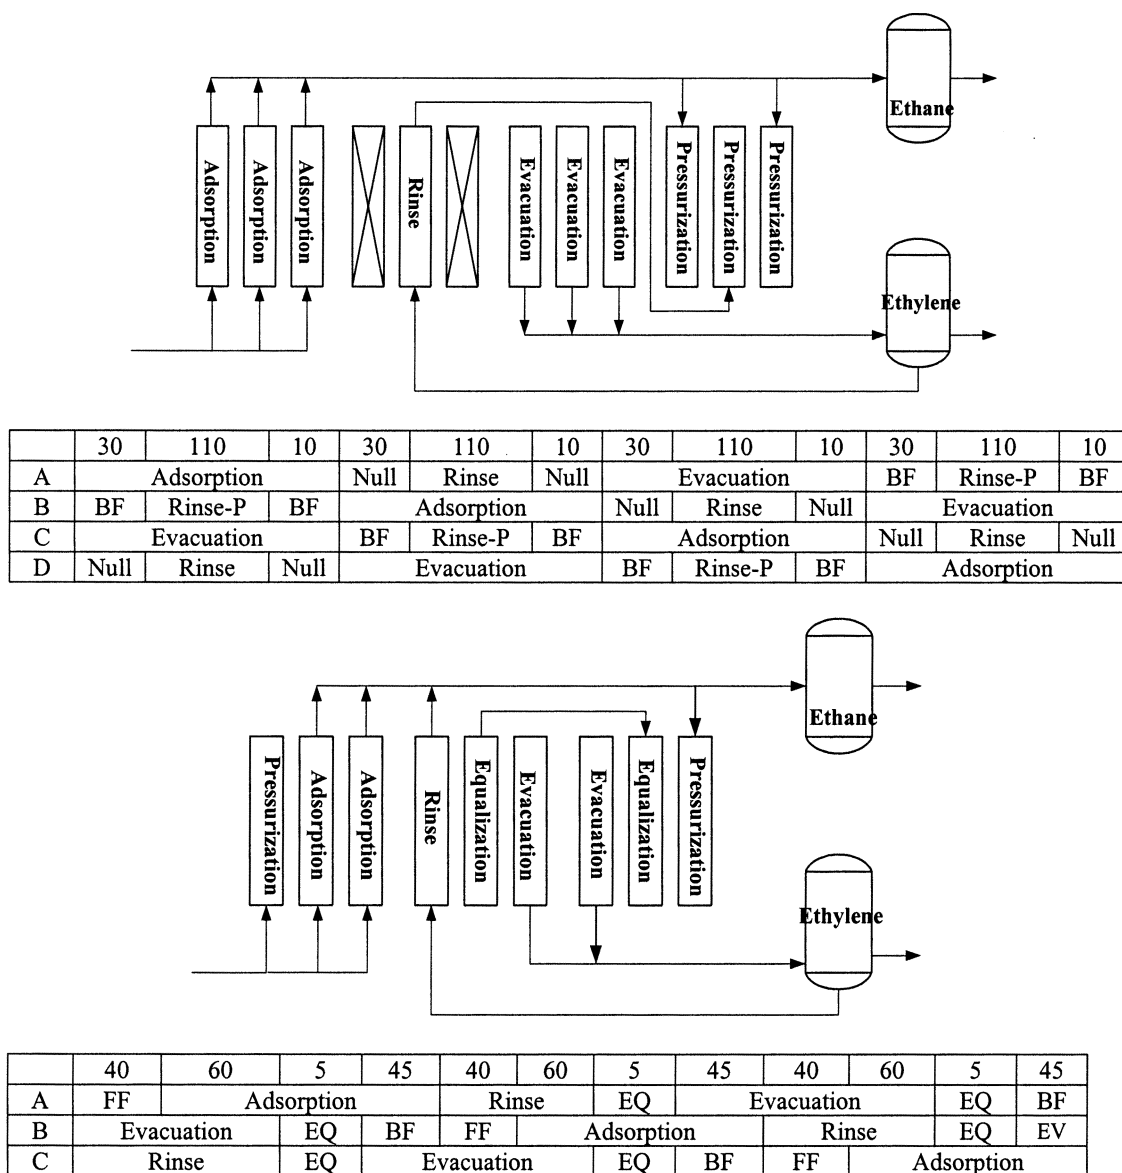 Ethane
Adsorption
Adsorption
Adsorption
Rinse
Evacuation
Evacuation
Evacuation
Pressurization
Pressurization
Pressurization
Ethylene
30 110 10 30 110 10 30 110 10 30 110 10
A Adsorption Null Rinse Null Evacuation BF Rinse-P BF
B BF Rinse-P BF Adsorption Null Rinse Null Evacuation
C Evacuation BF Rinse-P BF Adsorption Null Rinse Null
D Null Rinse Null Evacuation BF Rinse-P BF Adsorption
Ethane
Pressurization
Adsorption
Adsorption
Rinse
Equalization
Evacuation
Evacuation
Equalization
Pressurization
Ethylene
40 60 5 45 40 60 5 45 40 60 5 45
A FF Adsorption Rinse EQ Evacuation EQ BF
B Evacuation EQ BF FF Adsorption Rinse EQ EV
C Rinse EQ Evacuation EQ BF FF Adsorption